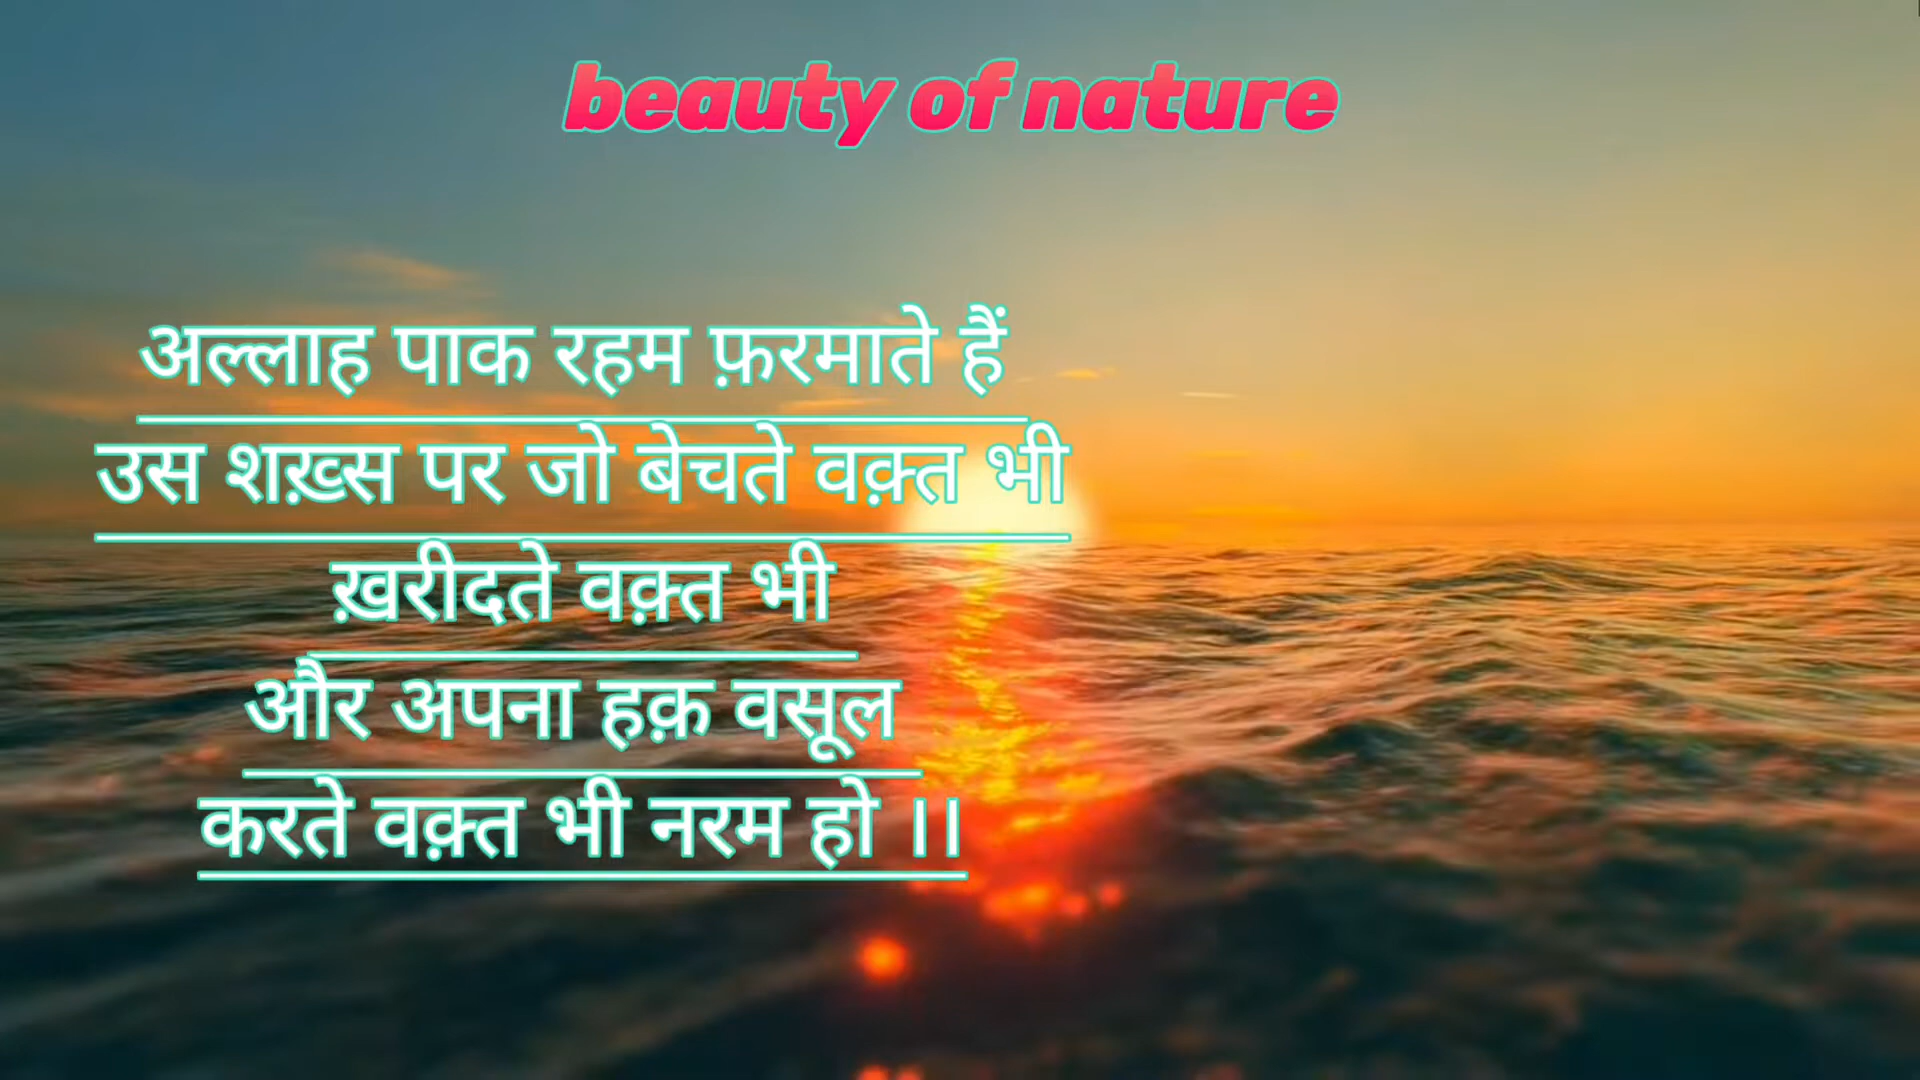 beauty of nature
अल्लाह पाक रहम फ़रमाते हैं
उस शख़्स पर जो बेचते वक़्त भी
ख़रीदते वक़्त भी
और अपना हक़ वसूल
करते वक़्त भी नरम हो ।।